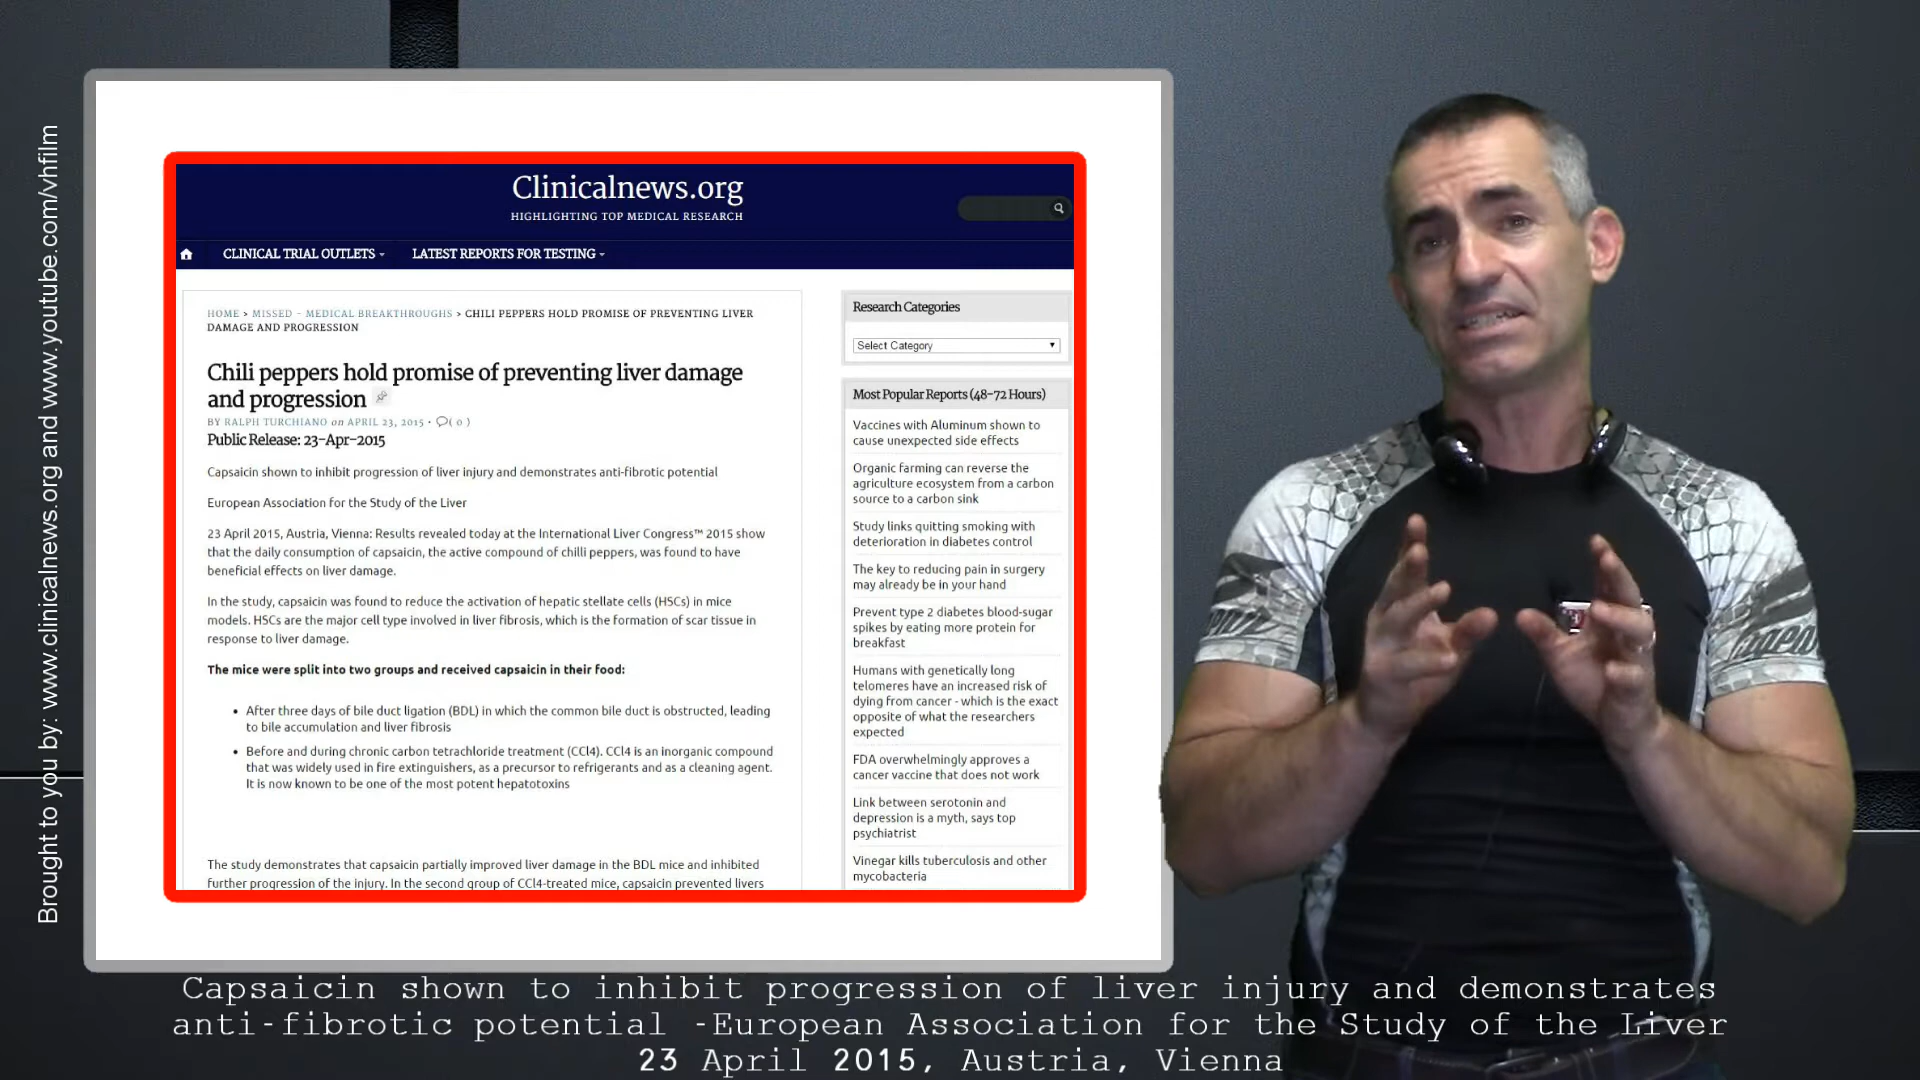 Brought to you by: www.clinicalnews.org and www.youtube.com/vhfilm
Clinicalnews.org
HIGHLIGHTING TOP MEDICAL RESEARCH
CLINICAL TRIAL OUTLETS
LATEST REPORTS FOR TESTING
HOME > MISSED – MEDICAL BREAKTHROUGHS > CHILI PEPPERS HOLD PROMISE OF PREVENTING LIVER
DAMAGE AND PROGRESSION
Chili peppers hold promise of preventing liver damage
and progression
BY RALPH TURCHIANO on APRIL 23, 2015 • ( 0 )
Public Release: 23-Apr-2015
Capsaicin shown to inhibit progression of liver injury and demonstrates anti-fibrotic potential
European Association for the Study of the Liver
23 April 2015, Austria, Vienna: Results revealed today at the International Liver Congress™ 2015 show
that the daily consumption of capsaicin, the active compound of chilli peppers, was found to have
beneficial effects on liver damage.
In the study, capsaicin was found to reduce the activation of hepatic stellate cells (HSCs) in mice
models. HSCs are the major cell type involved in liver fibrosis, which is the formation of scar tissue in
response to liver damage.
The mice were split into two groups and received capsaicin in their food:
• After three days of bile duct ligation (BDL) in which the common bile duct is obstructed, leading
to bile accumulation and liver fibrosis
• Before and during chronic carbon tetrachloride treatment (CCl4). CCl4 is an inorganic compound
that was widely used in fire extinguishers, as a precursor to refrigerants and as a cleaning agent.
It is now known to be one of the most potent hepatotoxins
The study demonstrates that capsaicin partially improved liver damage in the BDL mice and inhibited
further progression of the injury. In the second group of CCl4-treated mice, capsaicin prevented livers
Research Categories
Select Category
Most Popular Reports (48-72 Hours)
Vaccines with Aluminum shown to
cause unexpected side effects
Organic farming can reverse the
agriculture ecosystem from a carbon
source to a carbon sink
Study links quitting smoking with
deterioration in diabetes control
The key to reducing pain in surgery
may already be in your hand
Prevent type 2 diabetes blood-sugar
spikes by eating more protein for
breakfast
Humans with genetically long
telomeres have an increased risk of
dying from cancer - which is the exact
opposite of what the researchers
expected
FDA overwhelmingly approves a
cancer vaccine that does not work
Link between serotonin and
depression is a myth, says top
psychiatrist
Vinegar kills tuberculosis and other
mycobacteria
Capsaicin shown to inhibit progression of liver injury and demonstrates
anti-fibrotic potential -European Association for the Study of the Liver
23 April 2015, Austria, Vienna